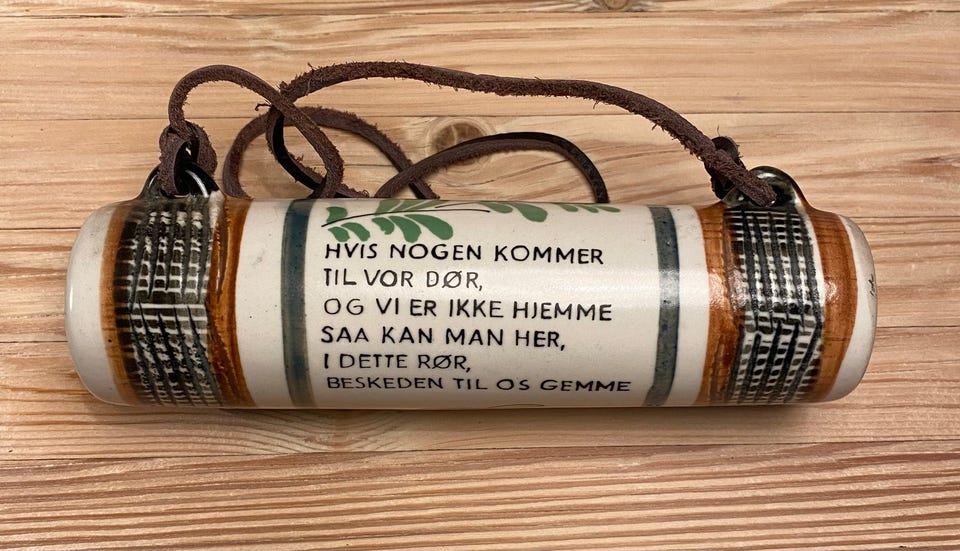 HVIS NOGEN KOMMER
TIL VOR DØR,
OG VI ER IKKE HJEMME
SAA KAN MAN HER,
I DETTE RØR,
BESKEDEN TIL OS GEMME